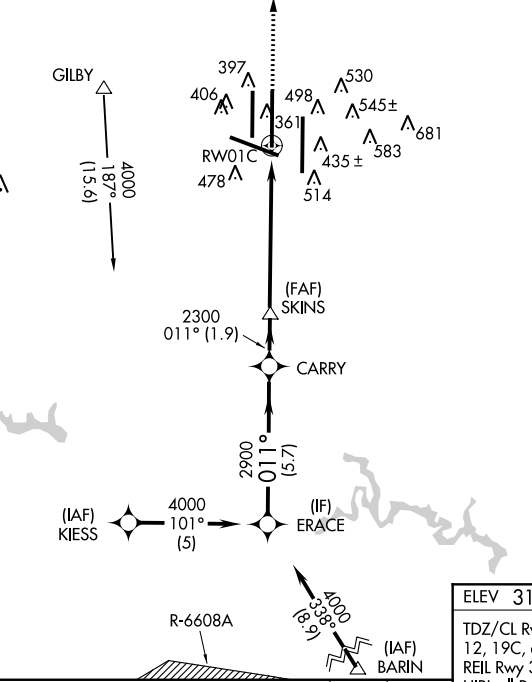 GILBY
4000
187°
(15.6)
397
406
361
498
530
545±
681
583
435±
514
478
RW01C
(FAF)
SKINS
2300
011° (1.9)
CARRY
2900
011°
(5.7)
(IAF)
KIESS
4000
101°
(5)
(IF)
ERACE
4000
338°
(8.9)
(IAF)
BARIN
R-6608A
ELEV 31
TDZ/CL Rw
12, 19C,
REIL Rwy